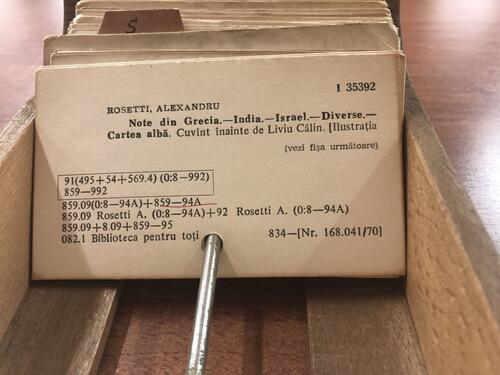 S
I 35392
ROSETTI, ALEXANDRU
Note din Grecia.—India.—Israel.—Diverse.—
Cartea albă. Cuvînt înainte de Liviu Călin. [Ilustrația
(vezi fișa următoare)
91(495+54+569.4) (0:8—992)
859—992
859.09(0:8—94A)+859—94A
859.09 Rosetti A. (0:8—94A)+92 Rosetti A. (0:8—94A)
859.09+8.09+859—95
082.1 Biblioteca pentru toți 834—[Nr. 168.041/70]